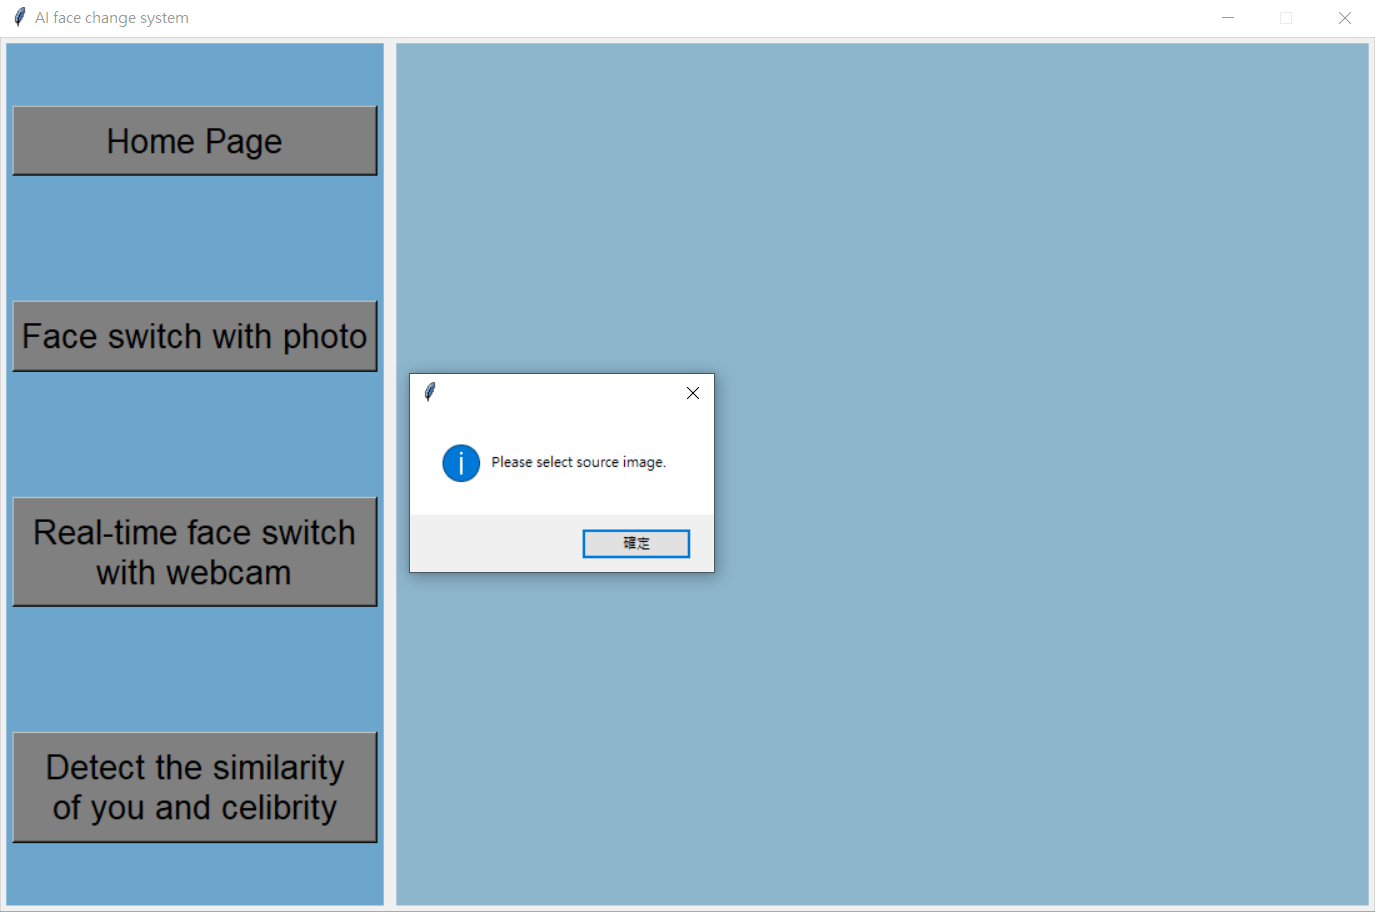 AI face change system
Home Page
Face switch with photo
Real-time face switch
with webcam
Detect the similarity
of you and celibrity
Please select source image.
確定